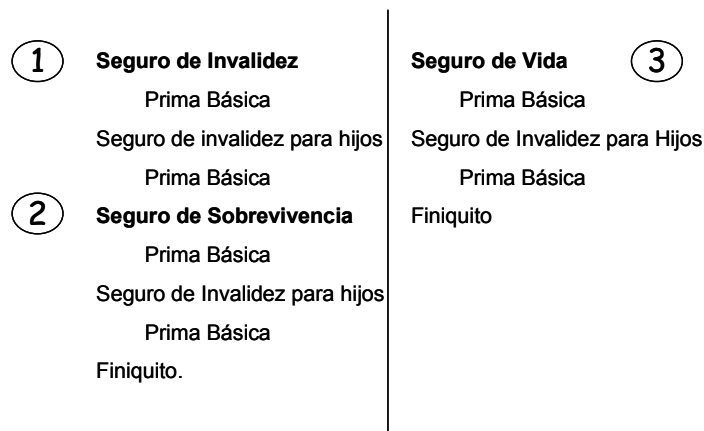 1 Seguro de Invalidez
Prima Básica
Seguro de invalidez para hijos
Prima Básica
2 Seguro de Sobrevivencia
Prima Básica
Seguro de Invalidez para hijos
Prima Básica
Finiquito.
Seguro de Vida 3
Prima Básica
Seguro de Invalidez para Hijos
Prima Básica
Finiquito